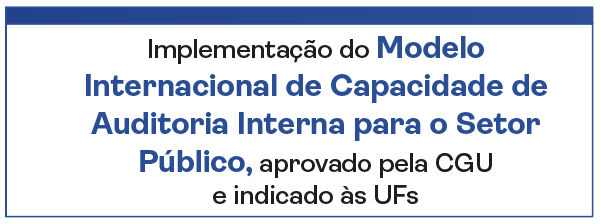 Implementação do Modelo
Internacional de Capacidade de
Auditoria Interna para o Setor
Público, aprovado pela CGU
e indicado às UFs